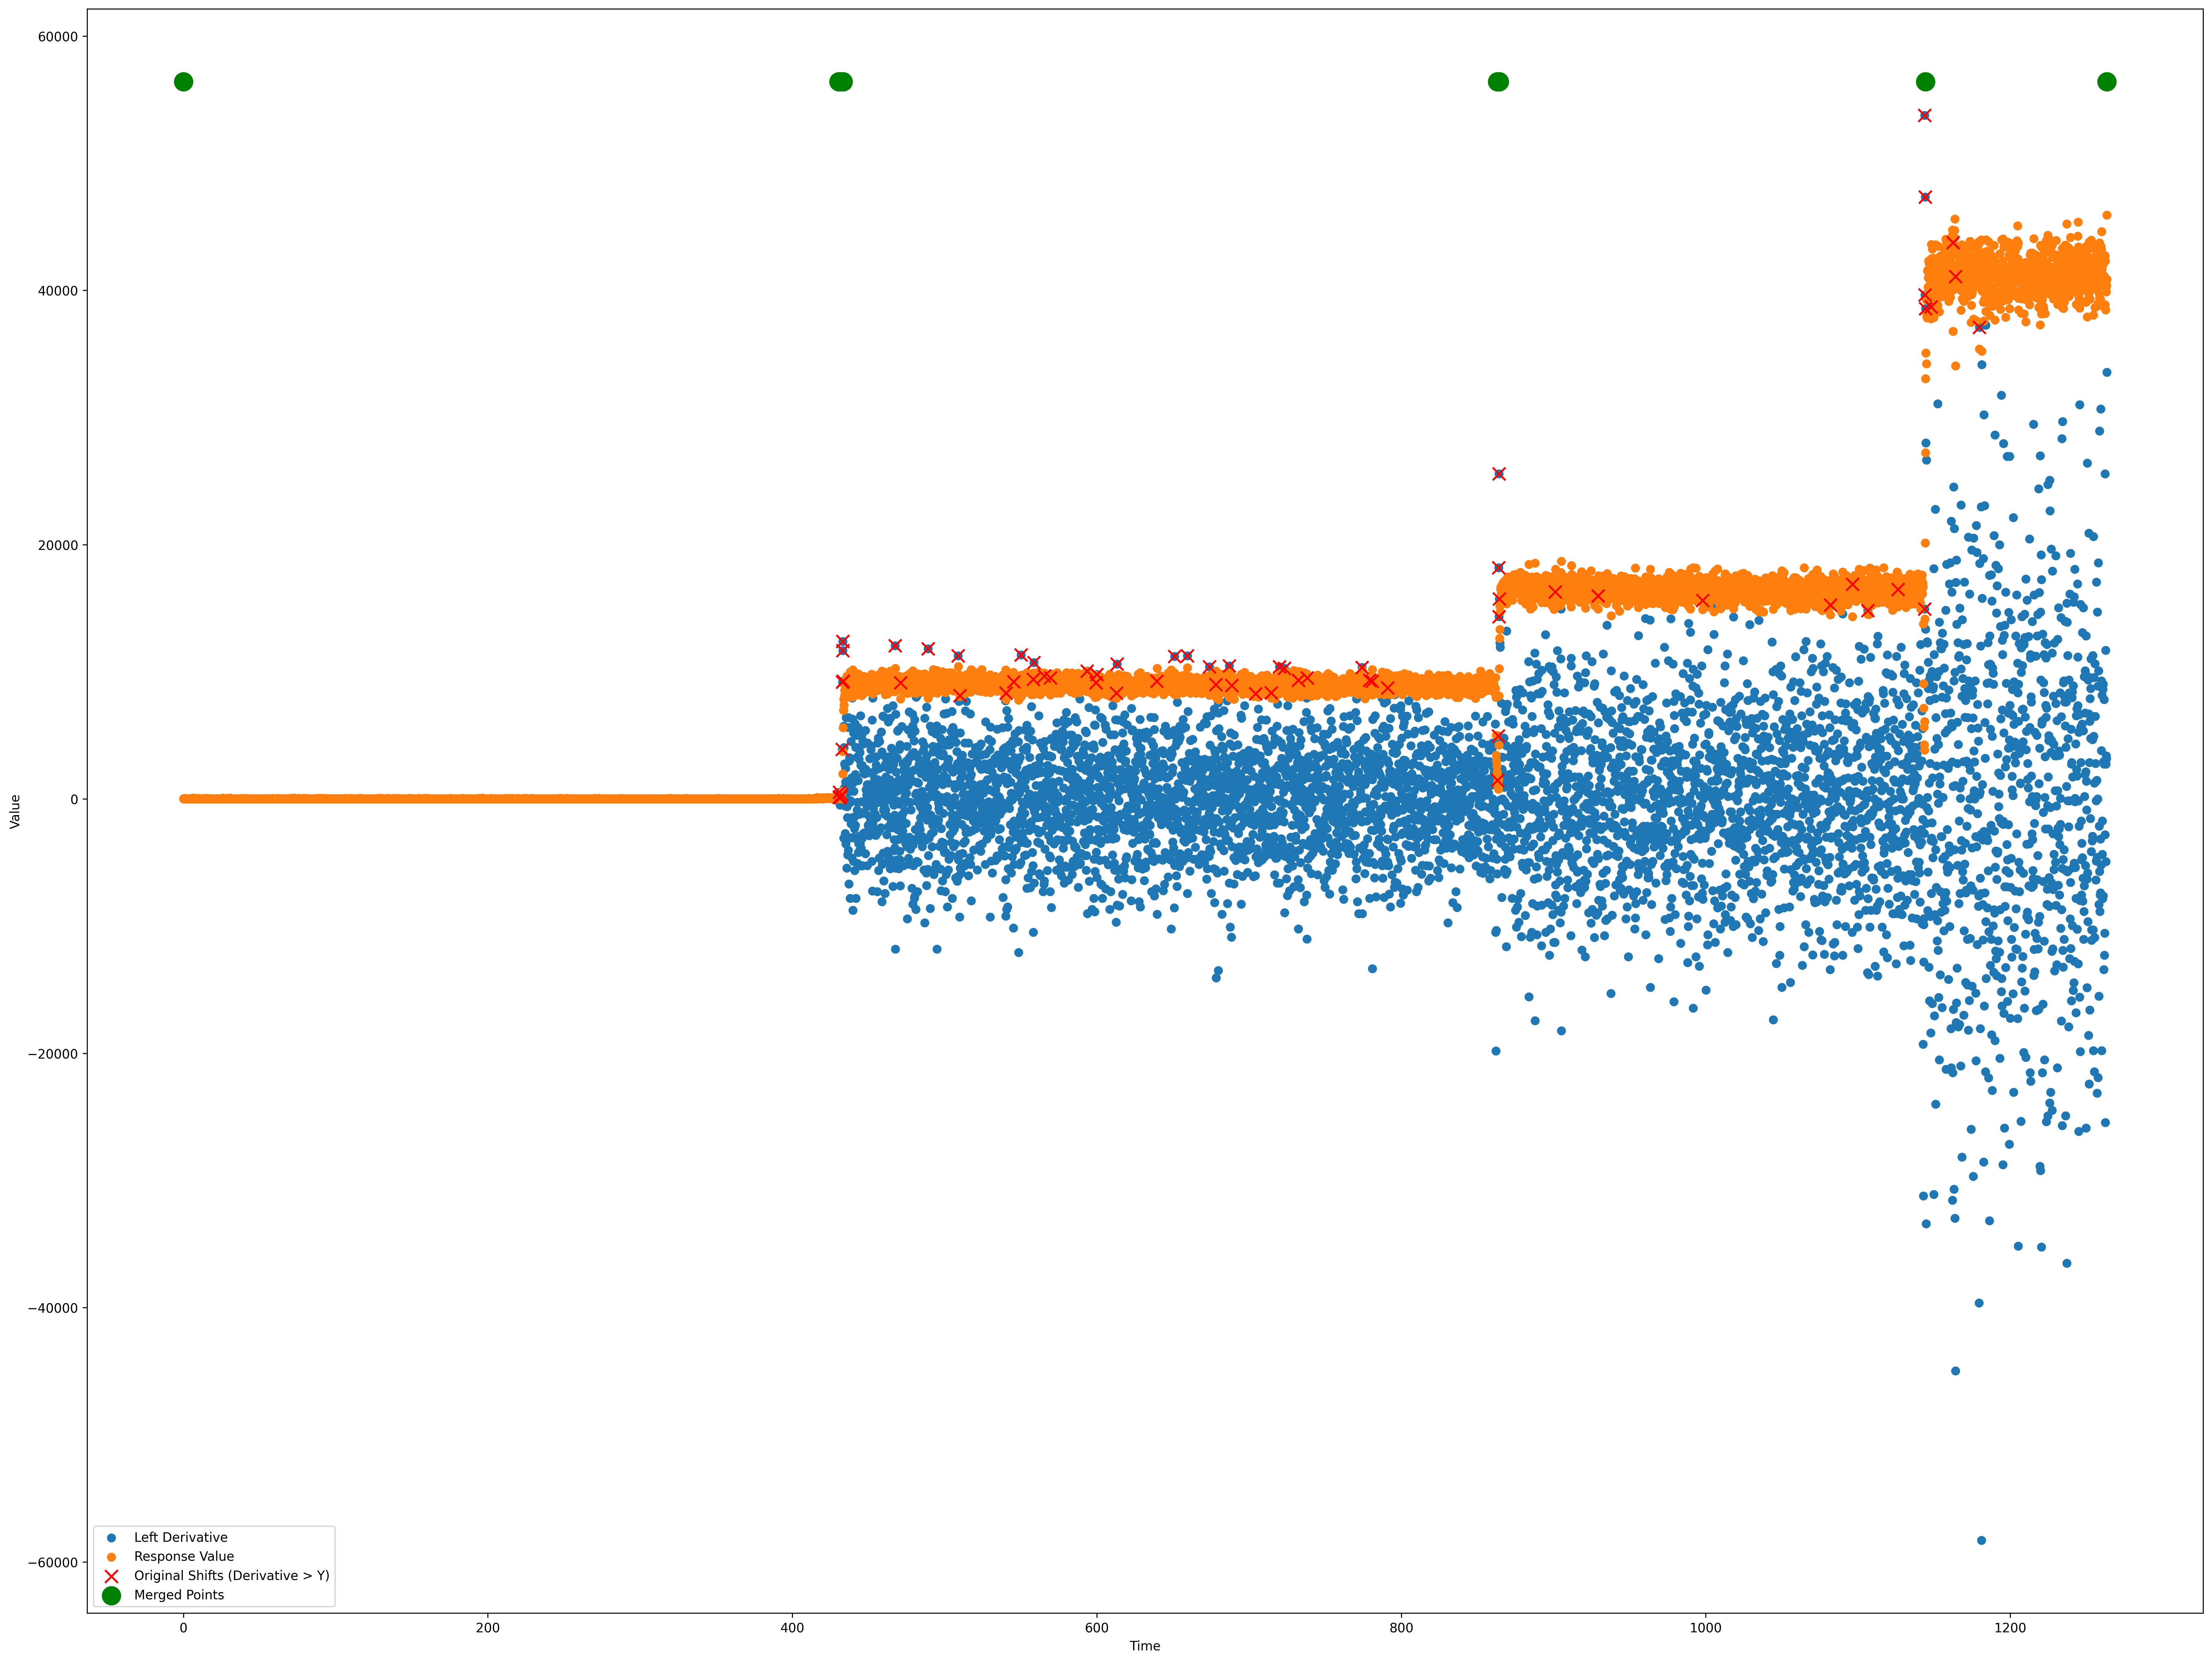 60000
40000
20000
0
−20000
−40000
−60000
Value
Left Derivative
Response Value
Original Shifts (Derivative > Y)
Merged Points
0 200 400 600 800 1000 1200
Time